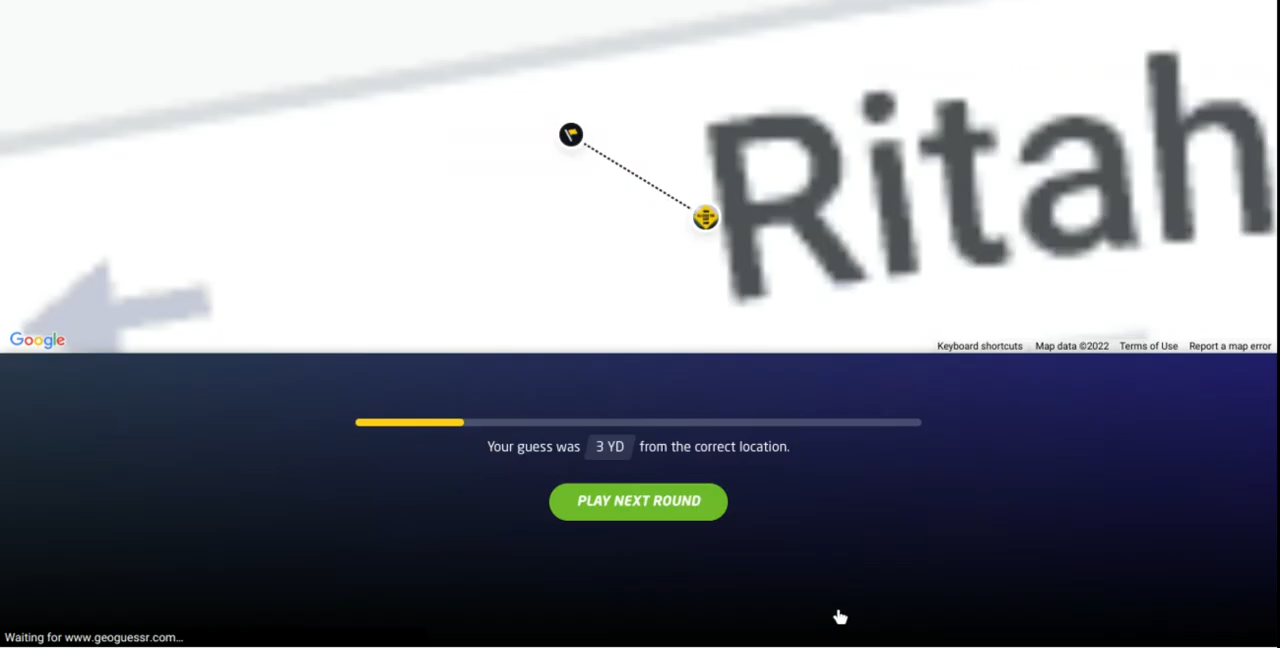 Ritah
Google
Keyboard shortcuts Map data ©2022 Terms of Use Report a map error
Your guess was 3 YD from the correct location.
PLAY NEXT ROUND
Waiting for www.geoguessr.com...